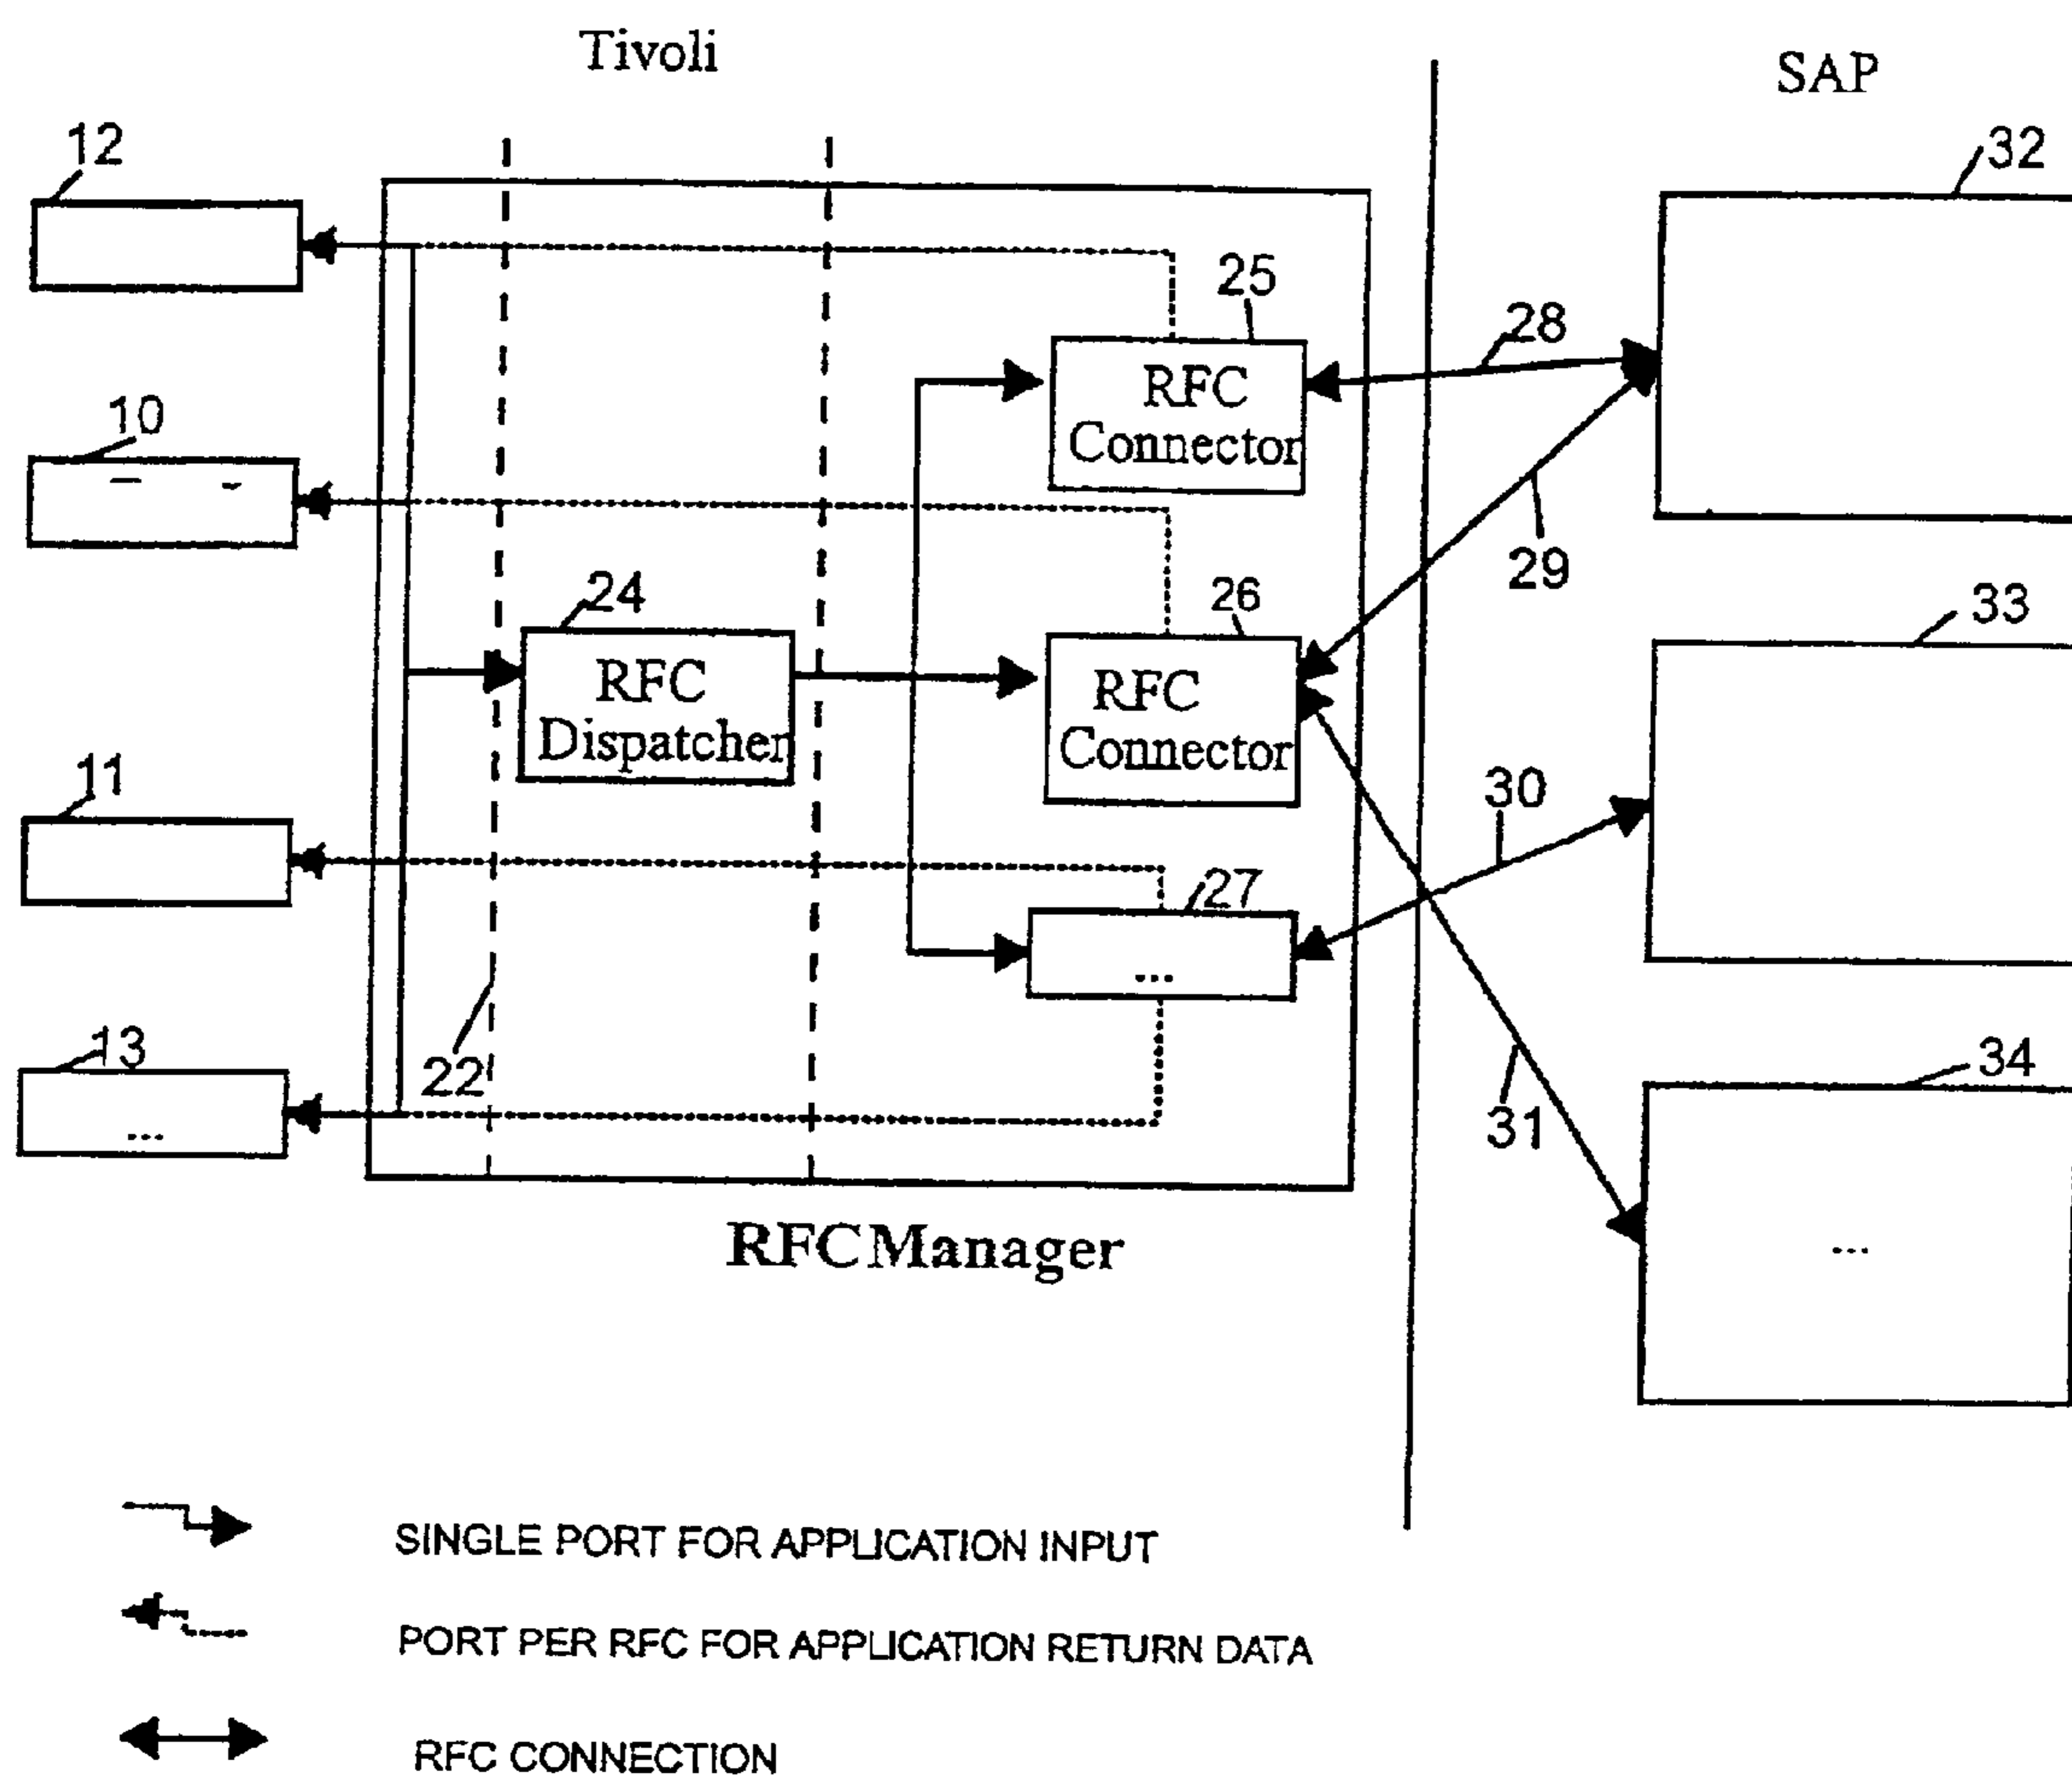 Tivoli
SAP
12
32
25
28
10
29
RFC
Connector
24
26
33
RFC
Dispatcher
RFC
Connector
11
30
27
...
13
22
34
31
...
...
RFC Manager
SINGLE PORT FOR APPLICATION INPUT
PORT PER RFC FOR APPLICATION RETURN DATA
RFC CONNECTION